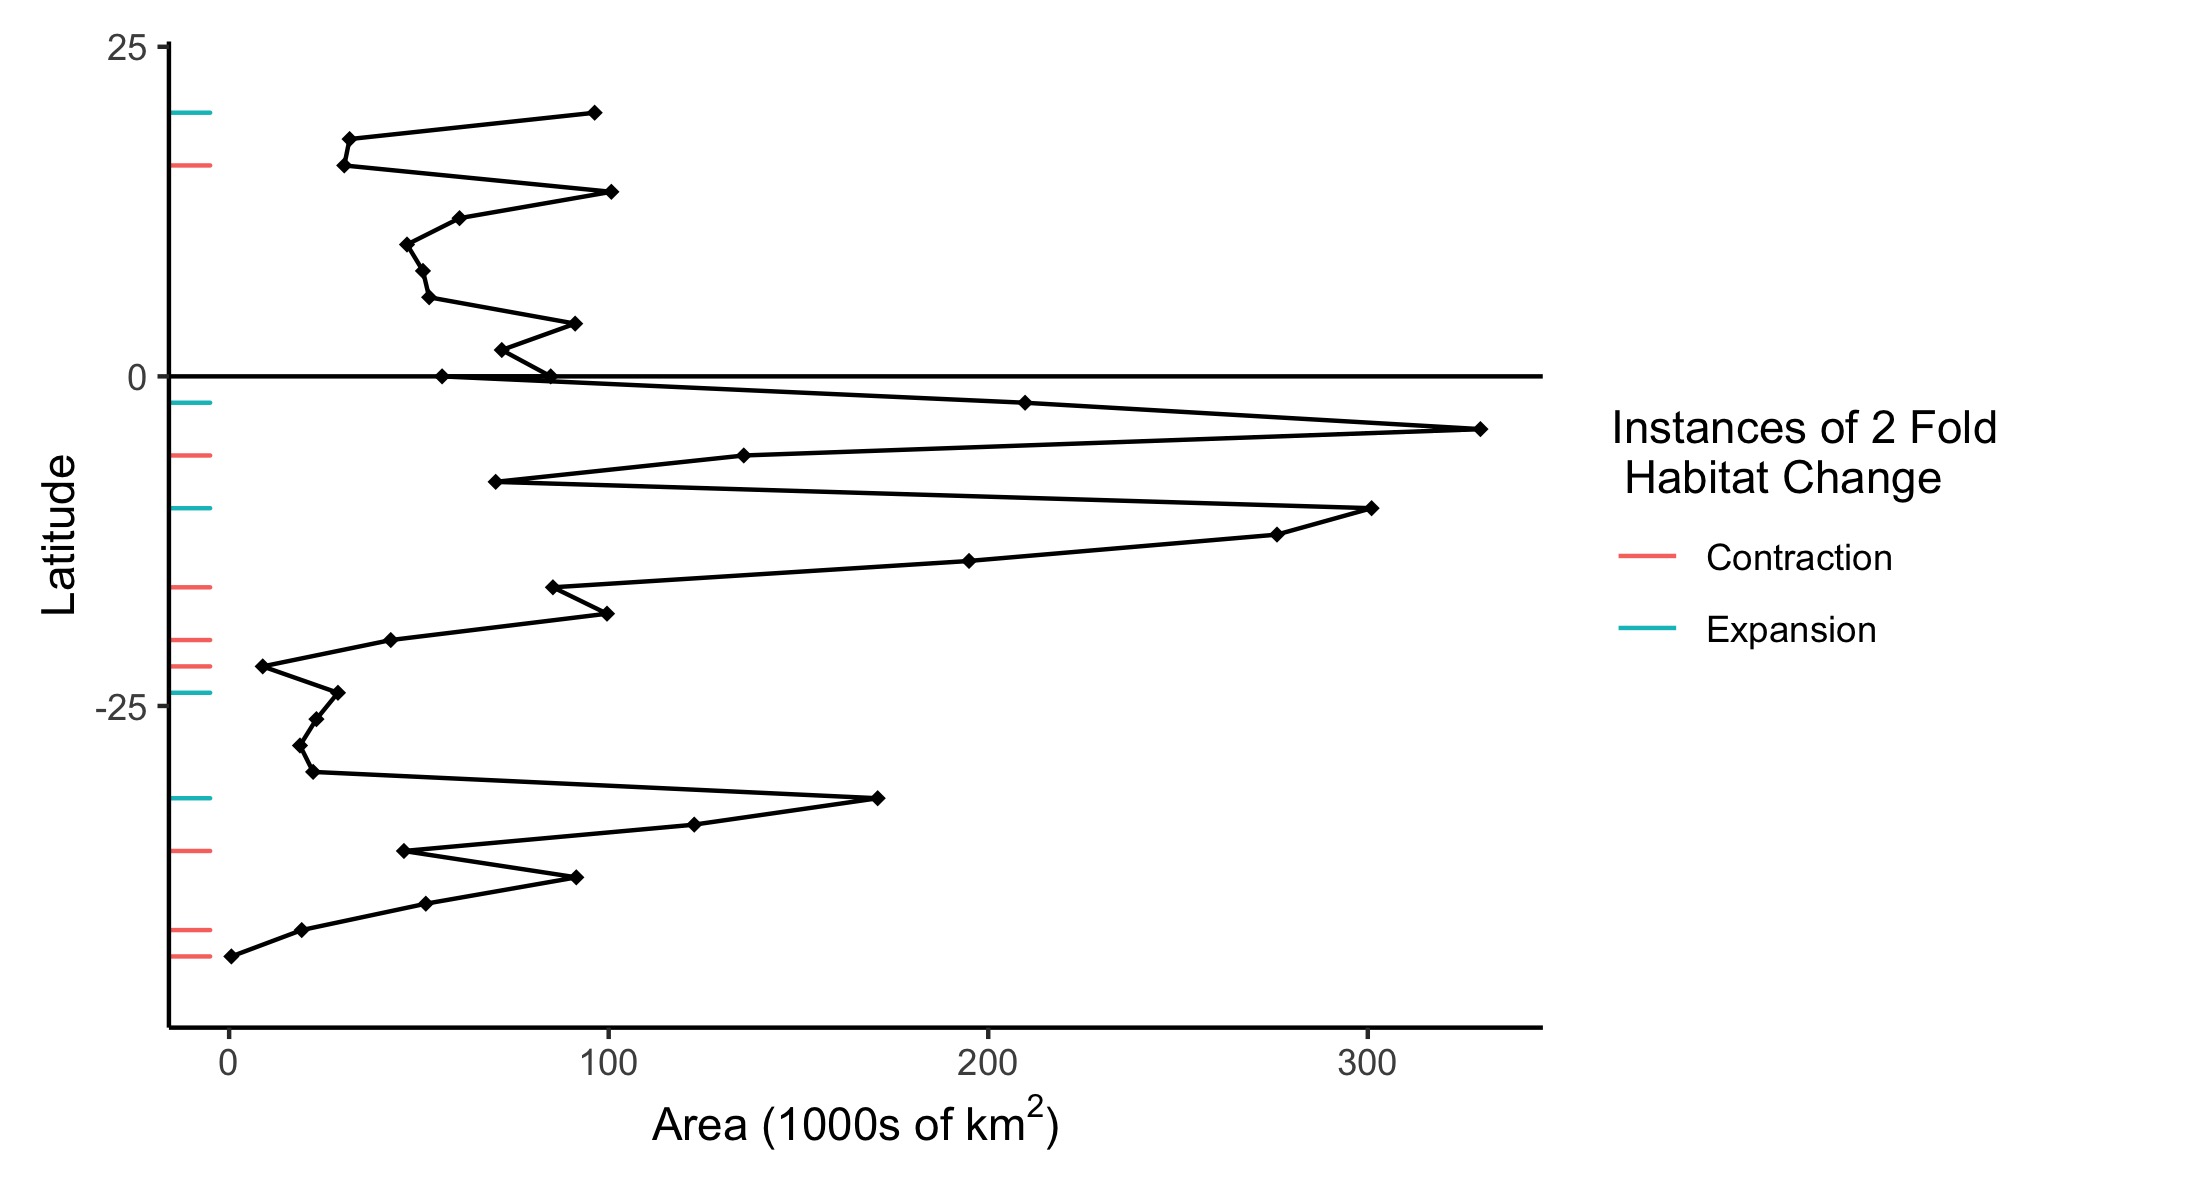 25
0
-25
Latitude
0 100 200 300
Area (1000s of km²)
Instances of 2 Fold
Habitat Change
Contraction
Expansion